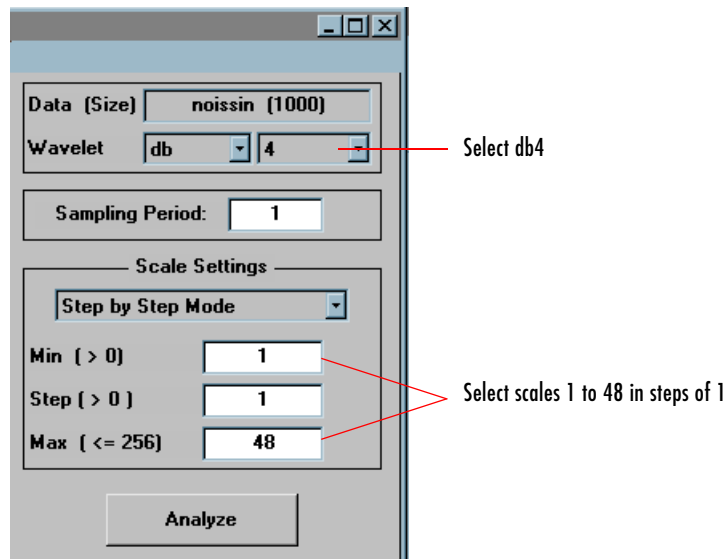 Data (Size) noissin (1000)
Wavelet db 4
Select db4
Sampling Period: 1
Scale Settings
Step by Step Mode
Min ( > 0) 1
Step ( > 0 ) 1
Select scales 1 to 48 in steps of 1
Max ( <= 256) 48
Analyze